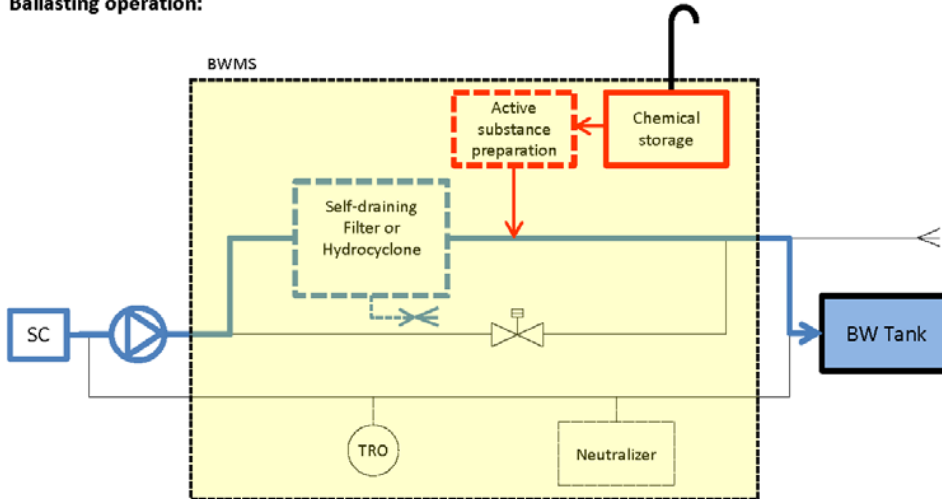 Ballasting operation:
BWMS
Active
substance
preparation
Chemical
storage
Self-draining
Filter or
Hydrocyclone
SC
BW Tank
TRO
Neutralizer